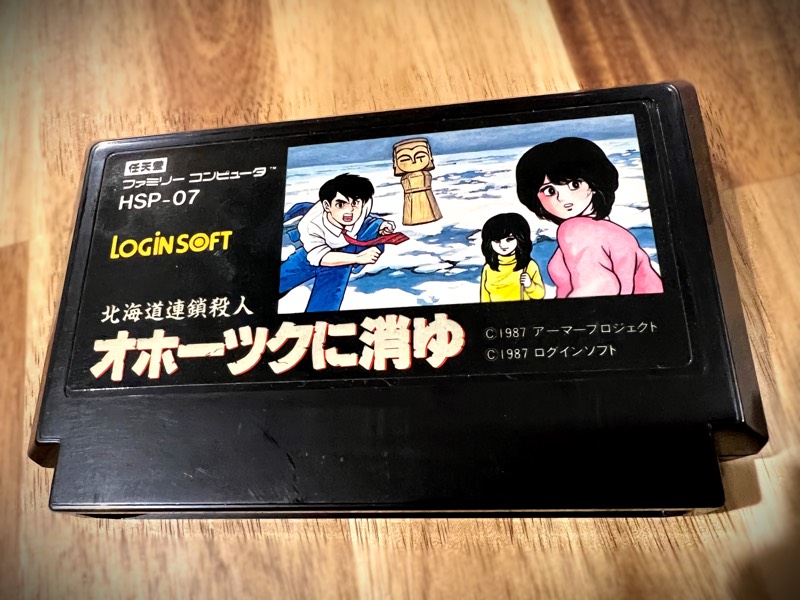 任天堂
ファミリー コンピュータ™
HSP-07
LOGiN SOFT
北海道連鎖殺人
オホーツクに消ゆ
©1987 アーマープロジェクト
©1987 ログインソフト